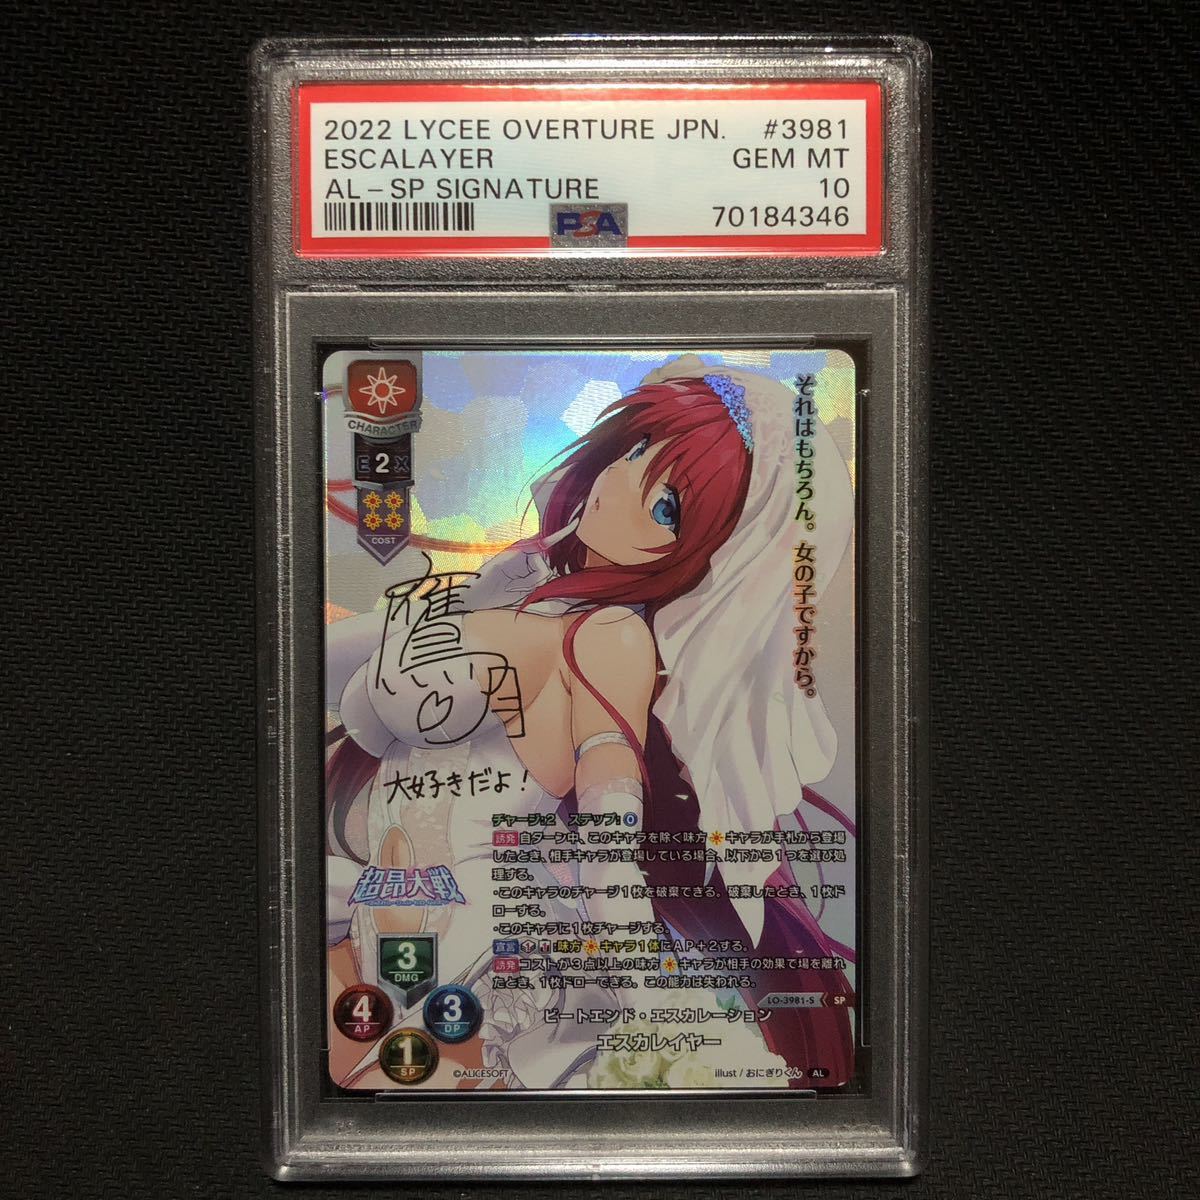 2022 LYCEE OVERTURE JPN. #3981
ESCALAYER GEM MT
AL-SP SIGNATURE 10
PSA 70184346
CHARACTER
EX 2
COST
それはもちろん。女の子ですから。
鷹月
大好きだよ!
チャージ:2 ステップ:0
誘発 自ターン中、このキャラを除く味方キャラが手札から登場
したとき、相手キャラが登場している場合、以下から1つを選び処
理する。
・このキャラのチャージ1枚を破棄できる。破棄したとき、1枚ド
ローする。
・このキャラに1枚チャージする。
宣言 :味方キャラ1体にAP+2する。
誘発 コストが3点以上の味方キャラが相手の効果で場を離れ
たとき、1枚ドローできる。この能力は失われる。
超昂大戦
3
DMG
4
AP
3
DP
1
SP
LO-3981-S SP
ビートエンド・エスカレーション
エスカレイヤー
©ALICESOFT illust / おにぎりくん AL